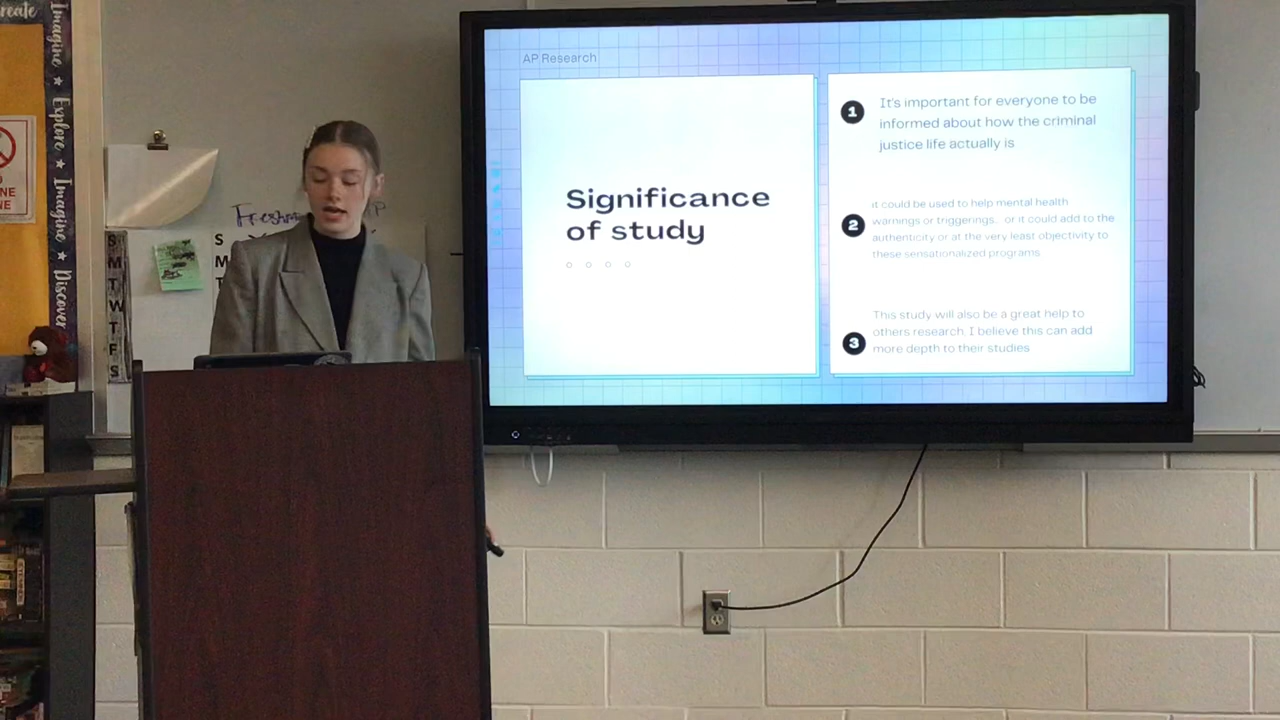 create
Imagine ★ Explore ★ Imagine ★ Discover
S
M
T
W
T
F
S
S
M
T
AP Research
Significance
of study
1
It's important for everyone to be
informed about how the criminal
justice life actually is
2
it could be used to help mental health
warnings or triggerings.. or it could add to the
authenticity or at the very least objectivity to
these sensationalized programs
3
This study will also be a great help to
others research. I believe this can add
more depth to their studies